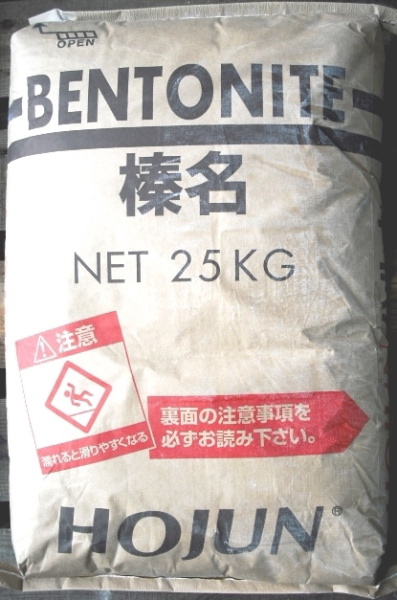 OPEN
BENTONITE
榛名
NET 25KG
注意
濡れると滑りやすくなる
裏面の注意事項を
必ずお読み下さい。
HOJUN®